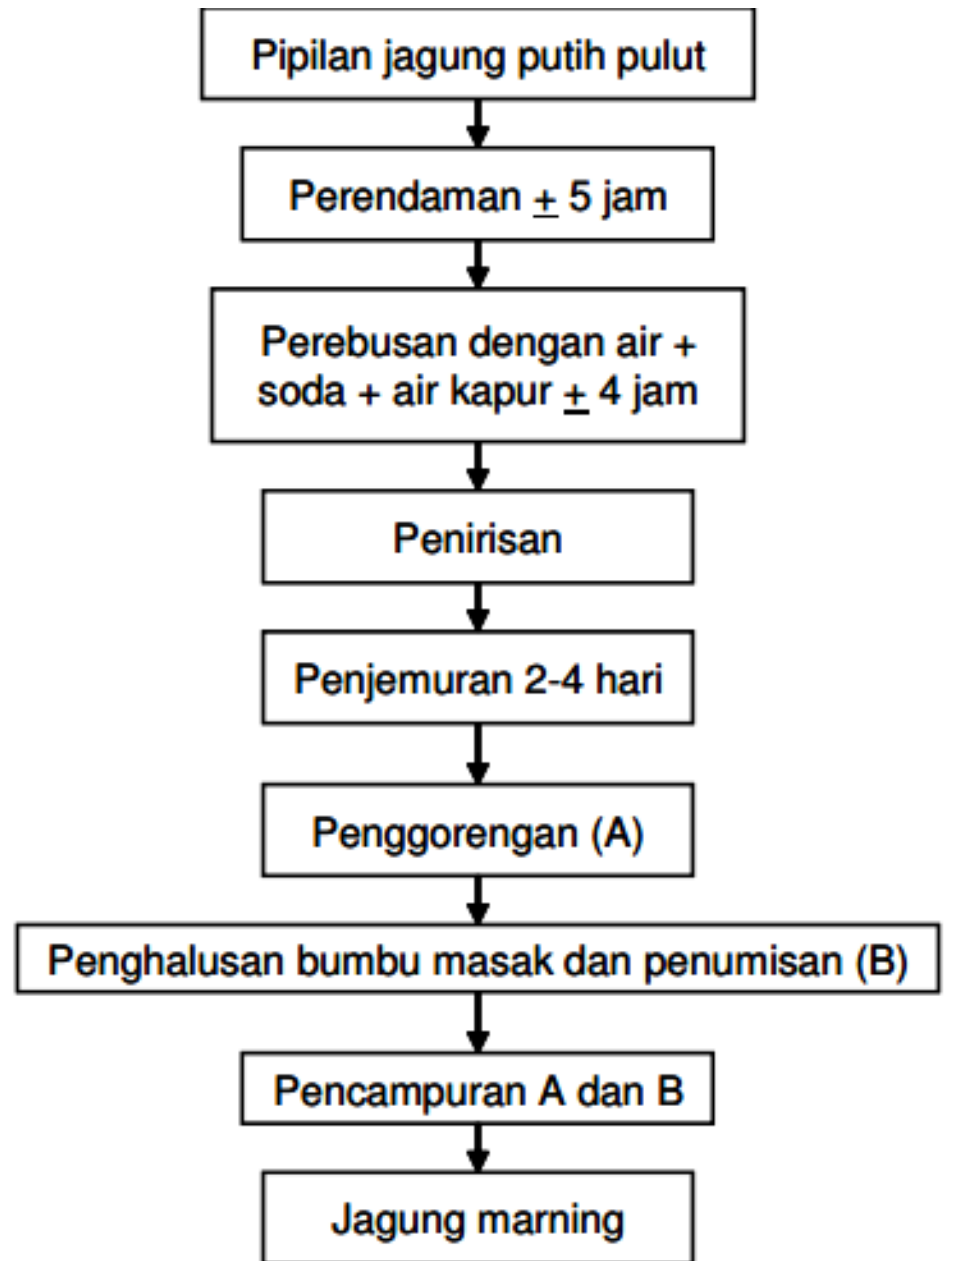 Pipilan jagung putih pulut
Perendaman ± 5 jam
Perebusan dengan air +
soda + air kapur ± 4 jam
Penirisan
Penjemuran 2-4 hari
Penggorengan (A)
Penghalusan bumbu masak dan penumisan (B)
Pencampuran A dan B
Jagung marning